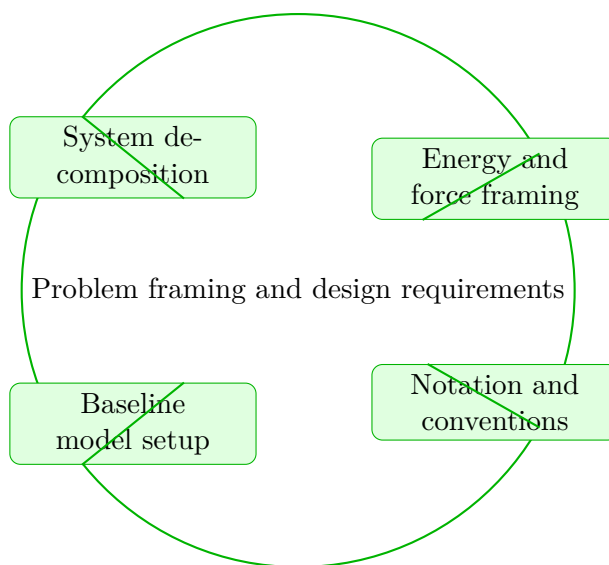 System de-
composition
Energy and
force framing
Problem framing and design requirements
Baseline
model setup
Notation and
conventions